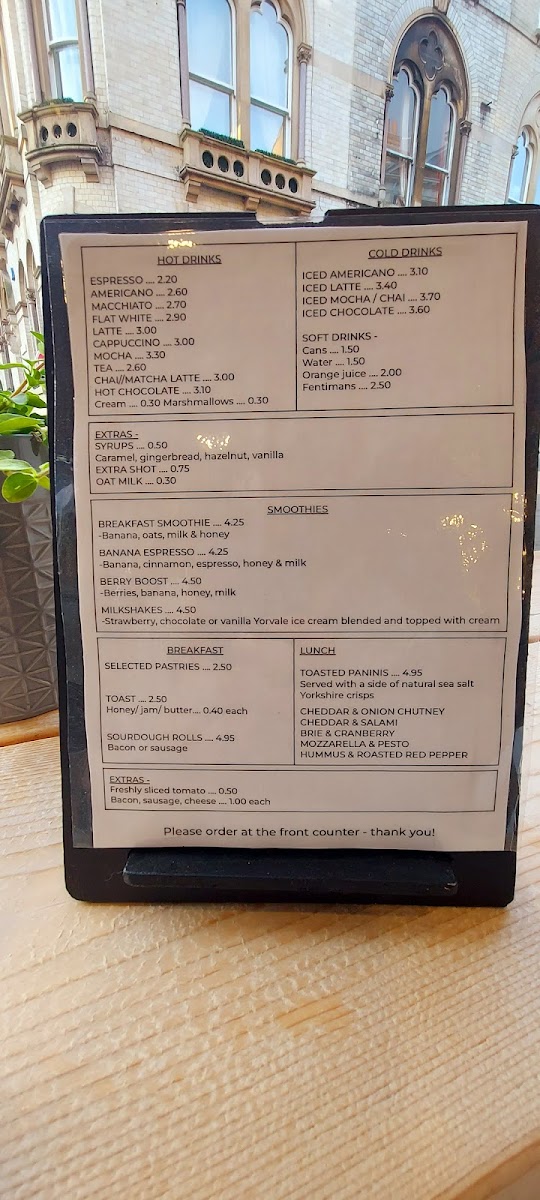 HOT DRINKS
ESPRESSO .... 2.20
AMERICANO .... 2.60
MACCHIATO .... 2.70
FLAT WHITE .... 2.90
LATTE .... 3.00
CAPPUCCINO .... 3.00
MOCHA .... 3.30
TEA .... 2.60
CHAI//MATCHA LATTE .... 3.00
HOT CHOCOLATE .... 3.10
Cream .... 0.30 Marshmallows .... 0.30
COLD DRINKS
ICED AMERICANO .... 3.10
ICED LATTE .... 3.40
ICED MOCHA / CHAI .... 3.70
ICED CHOCOLATE .... 3.60
SOFT DRINKS -
Cans .... 1.50
Water .... 1.50
Orange juice .... 2.00
Fentimans .... 2.50
EXTRAS -
SYRUPS .... 0.50
Caramel, gingerbread, hazelnut, vanilla
EXTRA SHOT .... 0.75
OAT MILK .... 0.30
SMOOTHIES
BREAKFAST SMOOTHIE .... 4.25
-Banana, oats, milk & honey
BANANA ESPRESSO .... 4.25
-Banana, cinnamon, espresso, honey & milk
BERRY BOOST .... 4.50
-Berries, banana, honey, milk
MILKSHAKES .... 4.50
-Strawberry, chocolate or vanilla Yorvale ice cream blended and topped with cream
BREAKFAST
SELECTED PASTRIES .... 2.50
TOAST .... 2.50
Honey/ jam/ butter.... 0.40 each
SOURDOUGH ROLLS .... 4.95
Bacon or sausage
LUNCH
TOASTED PANINIS .... 4.95
Served with a side of natural sea salt
Yorkshire crisps
CHEDDAR & ONION CHUTNEY
CHEDDAR & SALAMI
BRIE & CRANBERRY
MOZZARELLA & PESTO
HUMMUS & ROASTED RED PEPPER
EXTRAS -
Freshly sliced tomato .... 0.50
Bacon, sausage, cheese .... 1.00 each
Please order at the front counter - thank you!